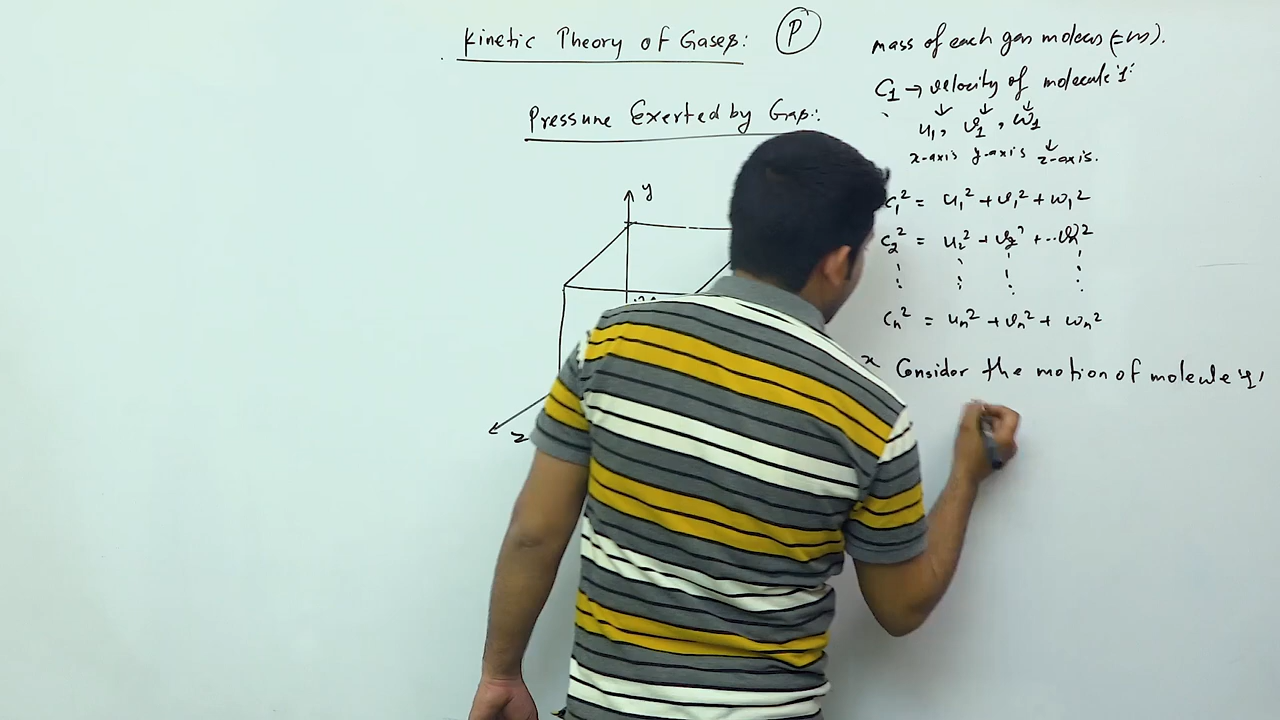 Kinetic Theory of Gases: P
Pressure Exerted by Gas:
y
z
mass of each gas molecus (=m).
C₁ → velocity of molecule '1'
↓ ↓ ↓
u₁, v₁, w₁
x-axis y-axis z-axis.
C₁² = u₁² + v₁² + w₁²
C₂² = u₂² + v₂² + ...
Cₙ² = uₙ² + vₙ² + wₙ²
x Consider the motion of molecule '1'